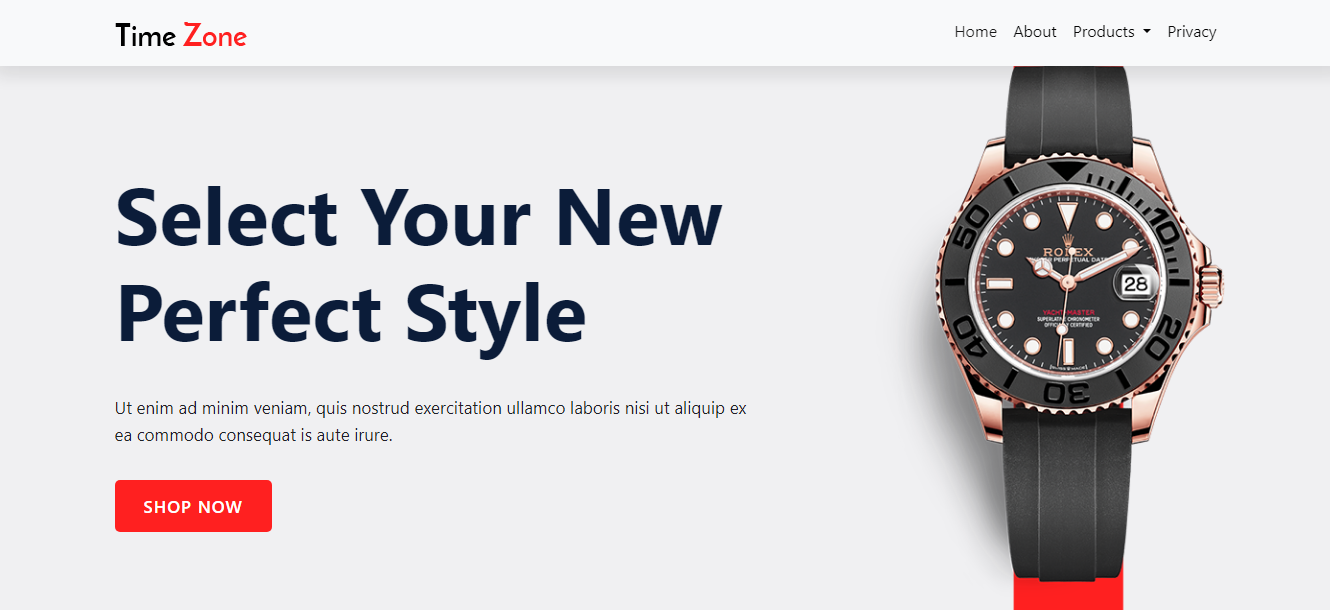 Time Zone
Home About Products Privacy
Select Your New
Perfect Style
Ut enim ad minim veniam, quis nostrud exercitation ullamco laboris nisi ut aliquip ex
ea commodo consequat is aute irure.
SHOP NOW
10
20
30
40
50
ROLEX
PERPETUAL DATE
28
YACHT-MASTER
SUPERLATIVE CHRONOMETER
OFFICIALLY CERTIFIED